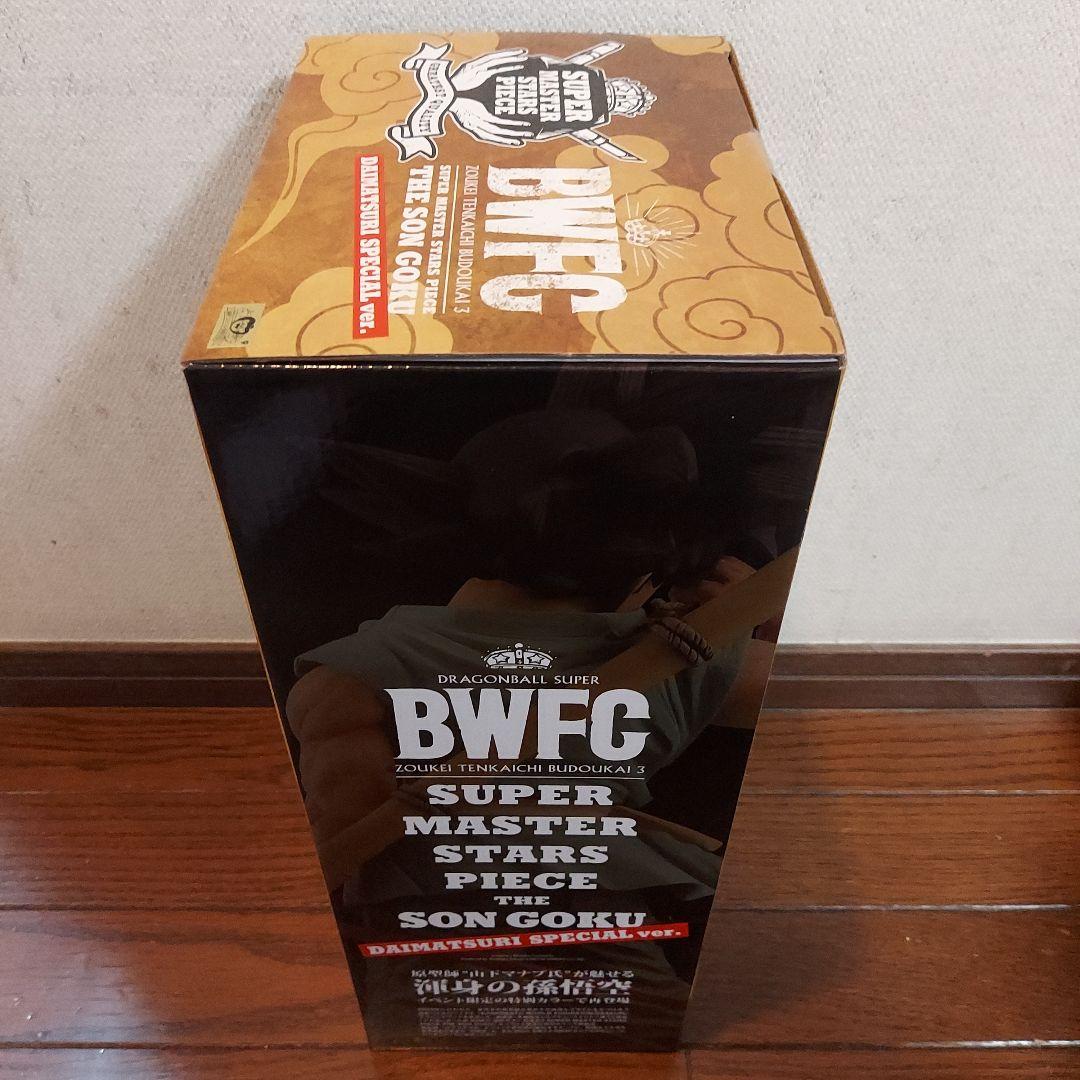 SUPER
MASTER
STARS
PIECE
GREATEST QUALITY
BWFC
ZOUKEI TENKAICHI BUDOUKAI 3
SUPER MASTER STARS PIECE
THE SON GOKU
DAIMATSURI SPECIAL ver.
DRAGONBALL SUPER
BWFC
ZOUKEI TENKAICHI BUDOUKAI 3
SUPER
MASTER
STARS
PIECE
THE
SON GOKU
DAIMATSURI SPECIAL ver.
原型師"山下マナブ氏"が魅せる
渾身の孫悟空
イベント限定の特別カラーで再登場